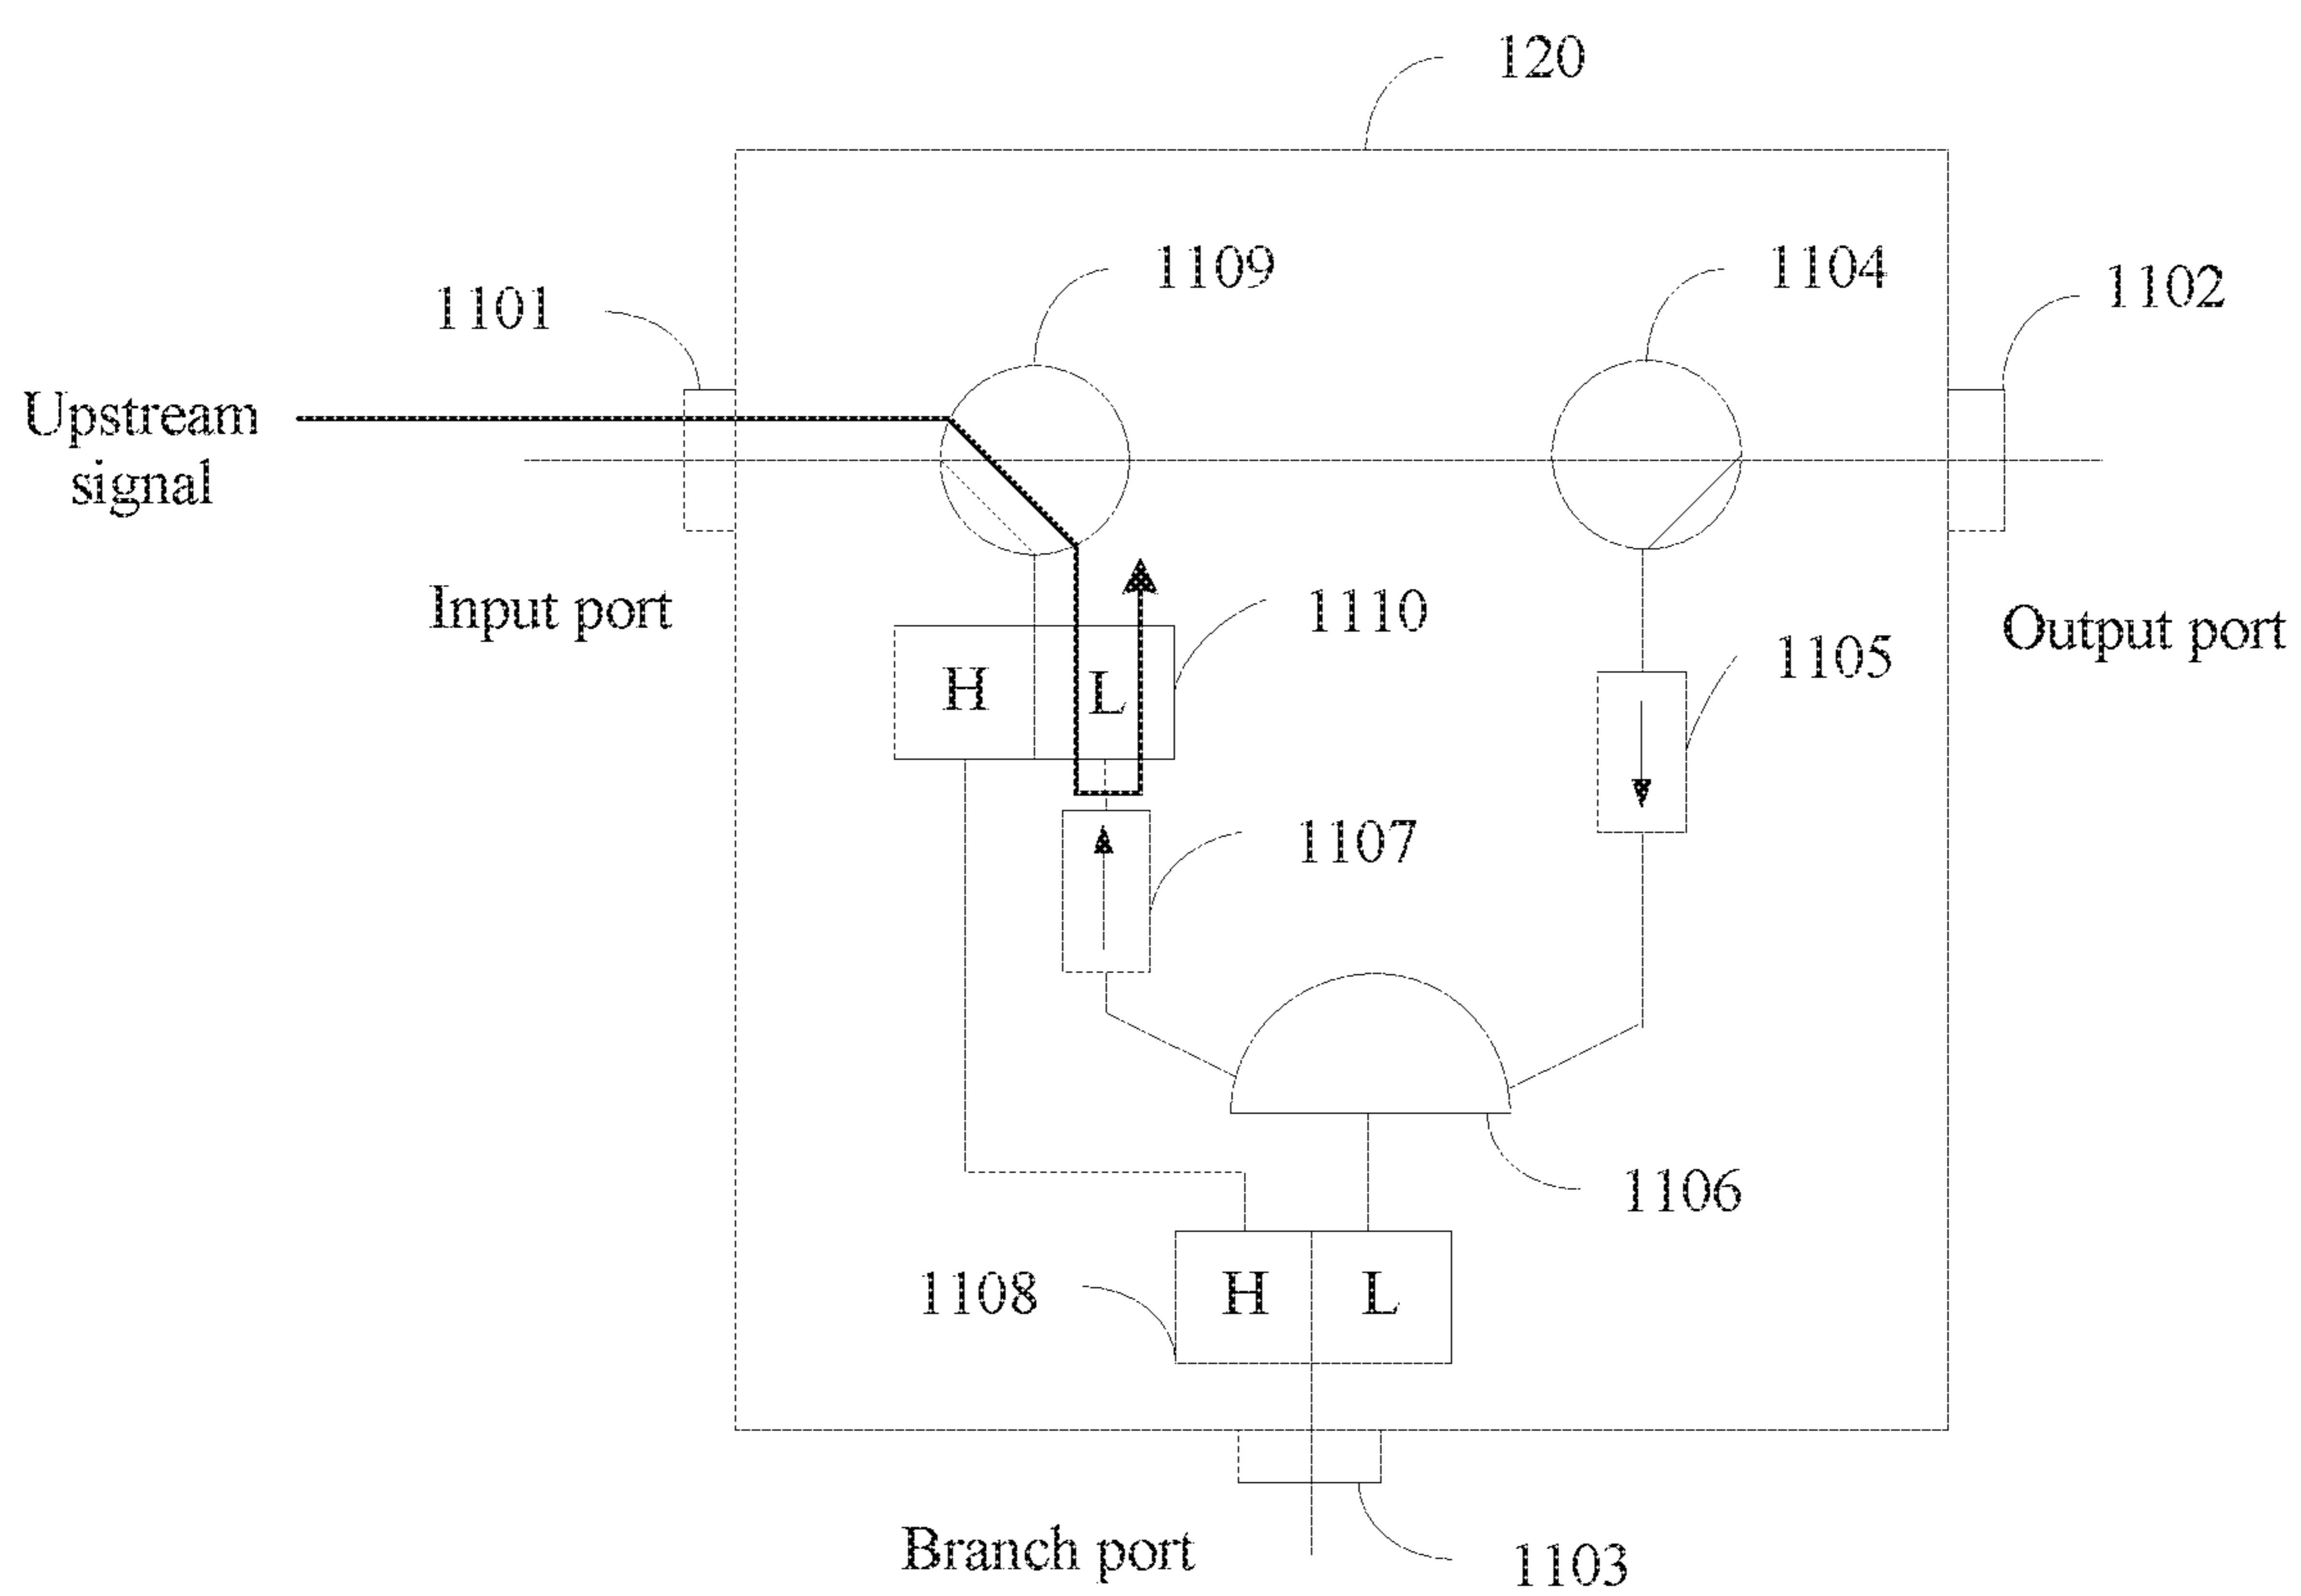 120
1109
1104
1102
1101
Upstream
signal
Input port
1110
Output port
1105
H
L
1107
1106
1108
H
L
Branch port
1103